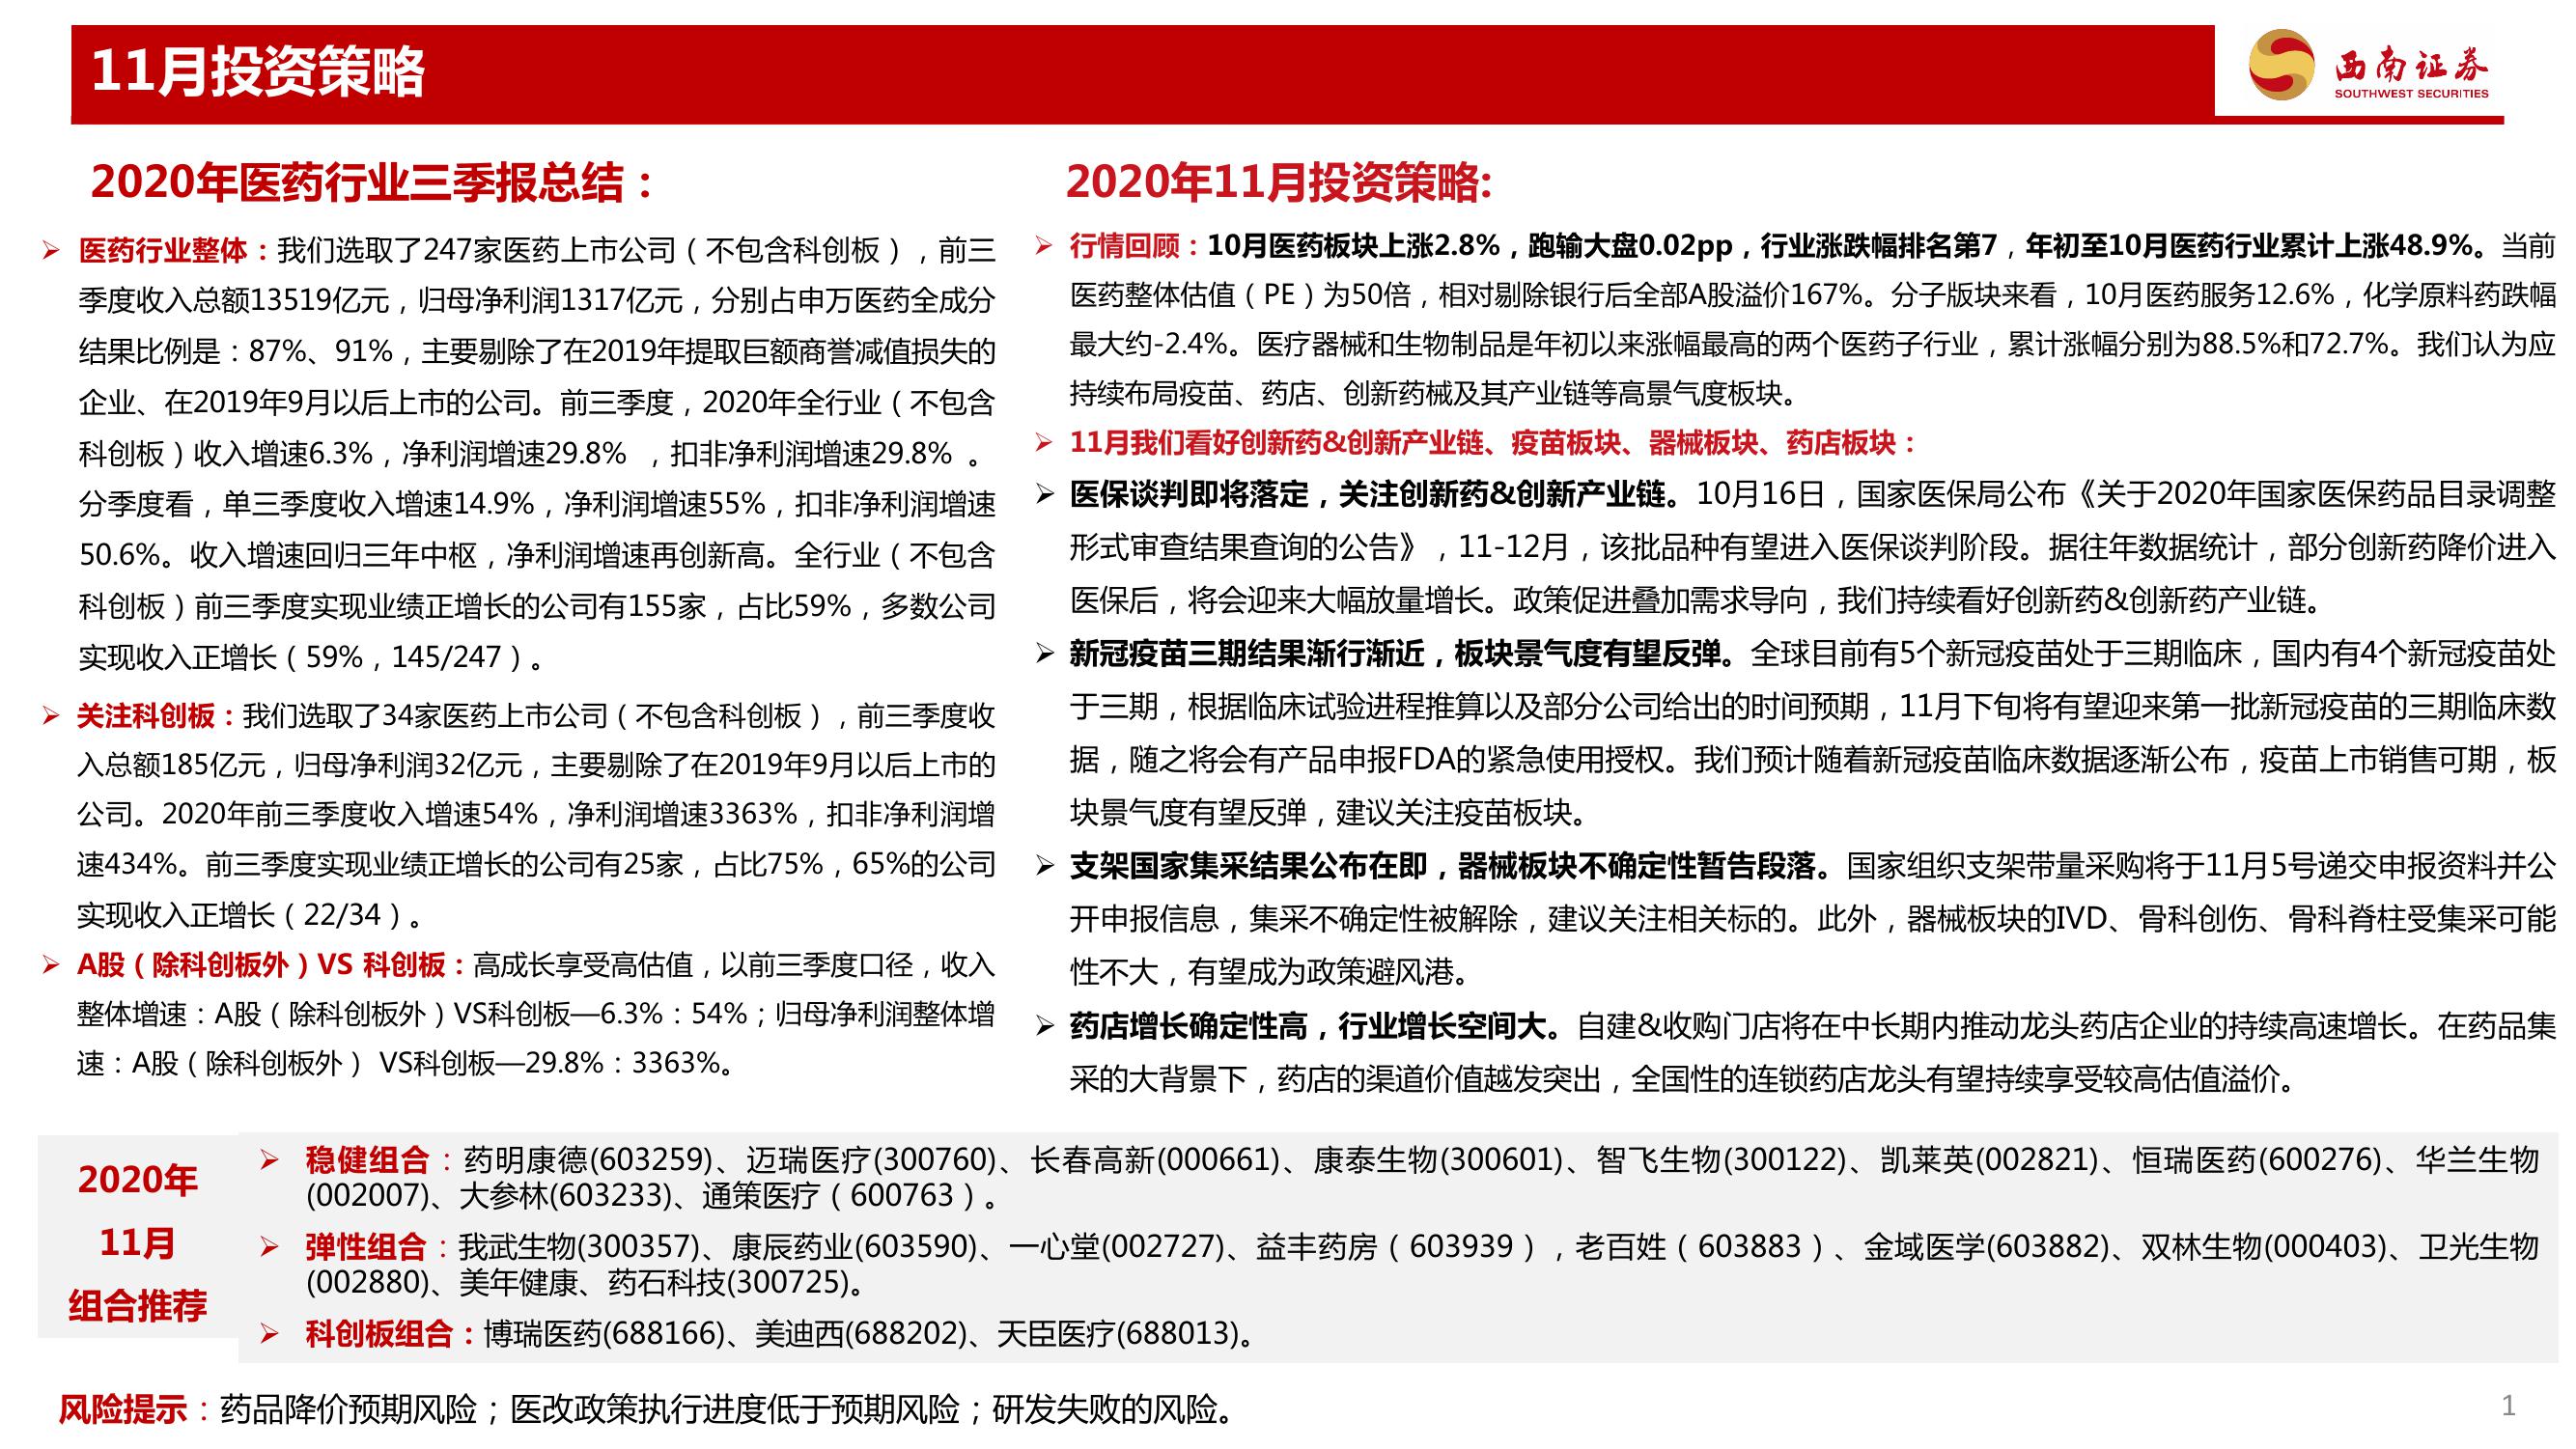 11月投资策略
西南证券
SOUTHWEST SECURITIES
2020年医药行业三季报总结：
➢ 医药行业整体：我们选取了247家医药上市公司（不包含科创板），前三
季度收入总额13519亿元，归母净利润1317亿元，分别占申万医药全成分
结果比例是：87%、91%，主要剔除了在2019年提取巨额商誉减值损失的
企业、在2019年9月以后上市的公司。前三季度，2020年全行业（不包含
科创板）收入增速6.3%，净利润增速29.8% ，扣非净利润增速29.8% 。
分季度看，单三季度收入增速14.9%，净利润增速55%，扣非净利润增速
50.6%。收入增速回归三年中枢，净利润增速再创新高。全行业（不包含
科创板）前三季度实现业绩正增长的公司有155家，占比59%，多数公司
实现收入正增长（59%，145/247）。
➢ 关注科创板：我们选取了34家医药上市公司（不包含科创板），前三季度收
入总额185亿元，归母净利润32亿元，主要剔除了在2019年9月以后上市的
公司。2020年前三季度收入增速54%，净利润增速3363%，扣非净利润增
速434%。前三季度实现业绩正增长的公司有25家，占比75%，65%的公司
实现收入正增长（22/34）。
➢ A股（除科创板外）VS 科创板：高成长享受高估值，以前三季度口径，收入
整体增速：A股（除科创板外）VS科创板—6.3%：54%；归母净利润整体增
速：A股（除科创板外） VS科创板—29.8%：3363%。
2020年11月投资策略:
➢ 行情回顾：10月医药板块上涨2.8%，跑输大盘0.02pp，行业涨跌幅排名第7，年初至10月医药行业累计上涨48.9%。当前
医药整体估值（PE）为50倍，相对剔除银行后全部A股溢价167%。分子版块来看，10月医药服务12.6%，化学原料药跌幅
最大约-2.4%。医疗器械和生物制品是年初以来涨幅最高的两个医药子行业，累计涨幅分别为88.5%和72.7%。我们认为应
持续布局疫苗、药店、创新药械及其产业链等高景气度板块。
➢ 11月我们看好创新药&创新产业链、疫苗板块、器械板块、药店板块：
➢ 医保谈判即将落定，关注创新药&创新产业链。10月16日，国家医保局公布《关于2020年国家医保药品目录调整
形式审查结果查询的公告》，11-12月，该批品种有望进入医保谈判阶段。据往年数据统计，部分创新药降价进入
医保后，将会迎来大幅放量增长。政策促进叠加需求导向，我们持续看好创新药&创新药产业链。
➢ 新冠疫苗三期结果渐行渐近，板块景气度有望反弹。全球目前有5个新冠疫苗处于三期临床，国内有4个新冠疫苗处
于三期，根据临床试验进程推算以及部分公司给出的时间预期，11月下旬将有望迎来第一批新冠疫苗的三期临床数
据，随之将会有产品申报FDA的紧急使用授权。我们预计随着新冠疫苗临床数据逐渐公布，疫苗上市销售可期，板
块景气度有望反弹，建议关注疫苗板块。
➢ 支架国家集采结果公布在即，器械板块不确定性暂告段落。国家组织支架带量采购将于11月5号递交申报资料并公
开申报信息，集采不确定性被解除，建议关注相关标的。此外，器械板块的IVD、骨科创伤、骨科脊柱受集采可能
性不大，有望成为政策避风港。
➢ 药店增长确定性高，行业增长空间大。自建&收购门店将在中长期内推动龙头药店企业的持续高速增长。在药品集
采的大背景下，药店的渠道价值越发突出，全国性的连锁药店龙头有望持续享受较高估值溢价。
2020年
11月
组合推荐
➢ 稳健组合：药明康德(603259)、迈瑞医疗(300760)、长春高新(000661)、康泰生物(300601)、智飞生物(300122)、凯莱英(002821)、恒瑞医药(600276)、华兰生物
(002007)、大参林(603233)、通策医疗（600763）。
➢ 弹性组合：我武生物(300357)、康辰药业(603590)、一心堂(002727)、益丰药房（603939），老百姓（603883）、金域医学(603882)、双林生物(000403)、卫光生物
(002880)、美年健康、药石科技(300725)。
➢ 科创板组合：博瑞医药(688166)、美迪西(688202)、天臣医疗(688013)。
风险提示：药品降价预期风险；医改政策执行进度低于预期风险；研发失败的风险。
1